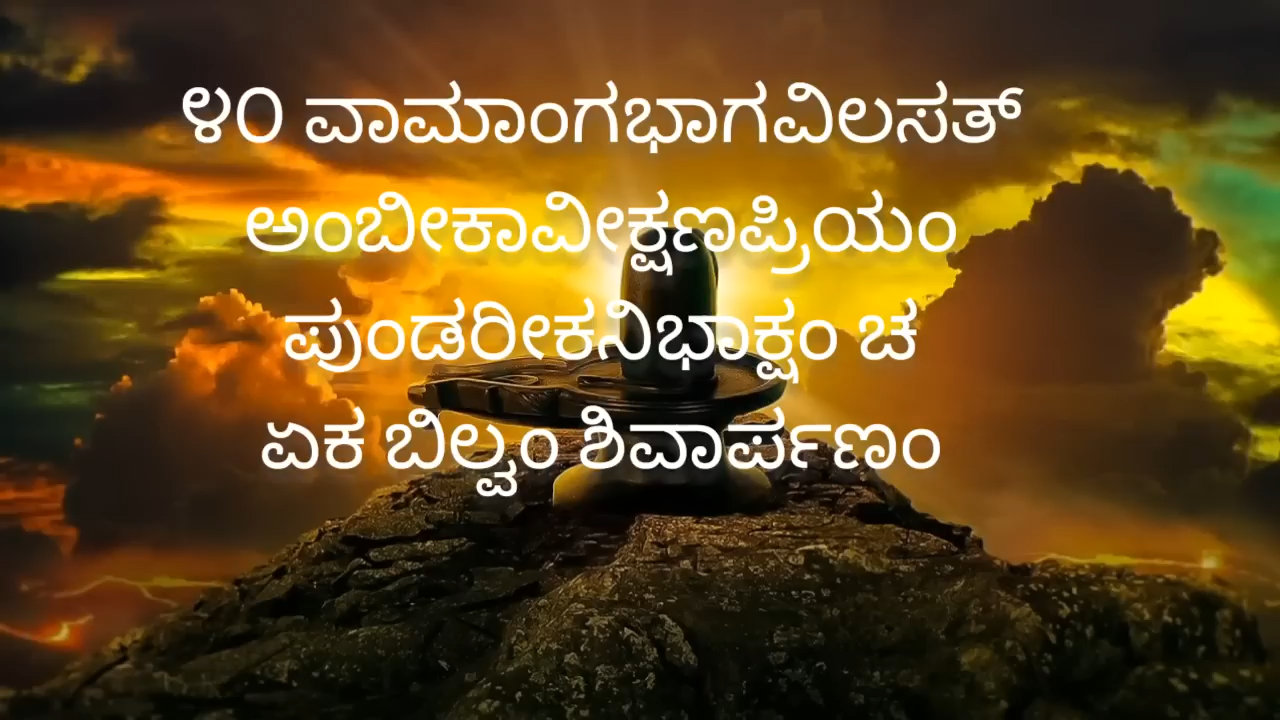 ೪೦ ವಾಮಾಂಗಭಾಗವಿಲಸತ್
ಅಂಬೀಕಾವೀಕ್ಷಣಪ್ರಿಯಂ
ಪುಂಡರೀಕನಿಭಾಕ್ಷಂ ಚ
ಏಕ ಬಿಲ್ವಂ ಶಿವಾರ್ಪಣಂ